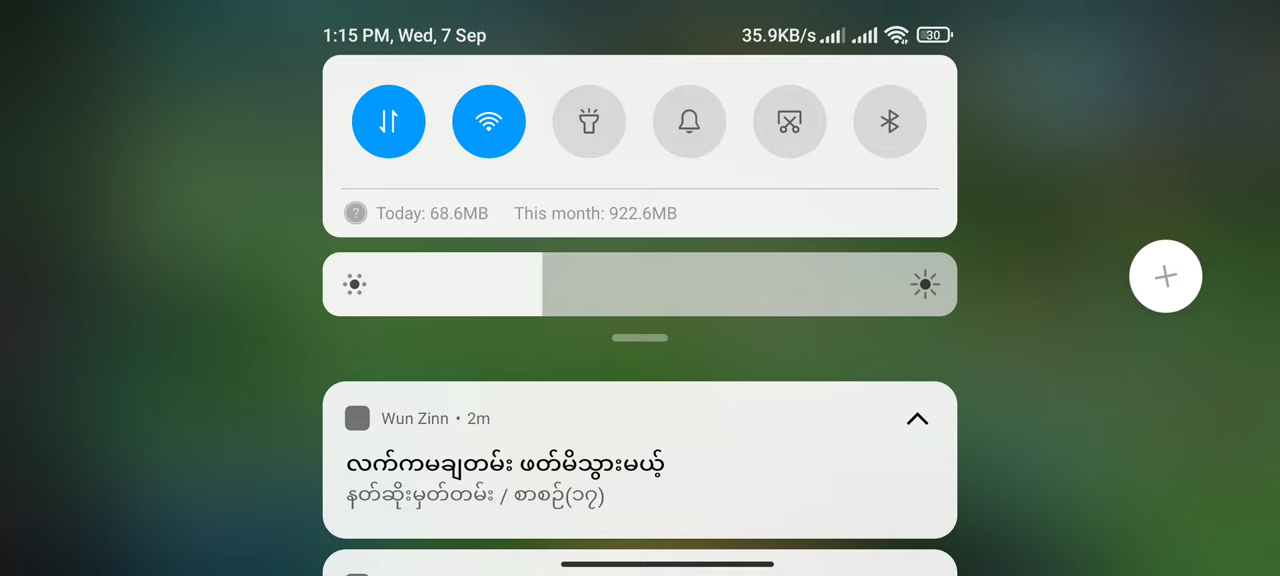 1:15 PM, Wed, 7 Sep
35.9KB/s 30
Today: 68.6MB This month: 922.6MB
Wun Zinn • 2m
လက်ကမချတမ်း ဖတ်မိသွားမယ့်
နတ်ဆိုးမှတ်တမ်း / စာစဉ်(၁၇)